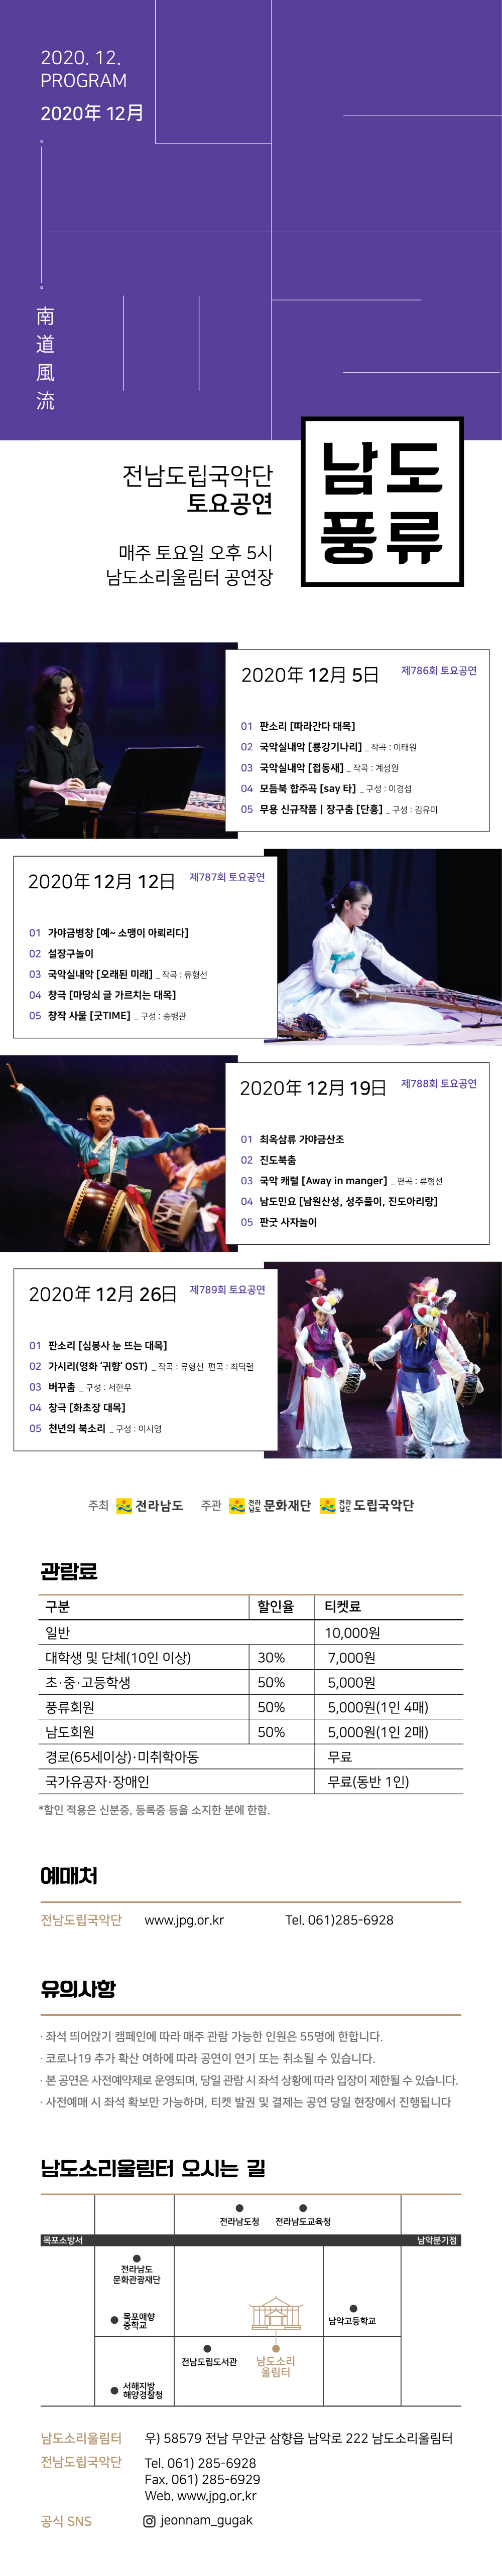 2020. 12.
PROGRAM
2020年 12月
南
道
風
流
남도
풍류
전남도립국악단
토요공연
매주 토요일 오후 5시
남도소리울림터 공연장
2020年 12月 5日 제786회 토요공연
01 판소리 [따라간다 대목]
02 국악실내악 [룡강기나리] _ 작곡 : 이태원
03 국악실내악 [접동새] _ 작곡 : 계성원
04 모듬북 합주곡 [say 타] _ 구성 : 이경섭
05 무용 신규작품 | 장구춤 [단홍] _ 구성 : 김유미
2020年 12月 12日 제787회 토요공연
01 가야금병창 [예~ 소맹이 아뢰리다]
02 설장구놀이
03 국악실내악 [오래된 미래] _ 작곡 : 류형선
04 창극 [마당쇠 글 가르치는 대목]
05 창작 사물 [굿TIME] _ 구성 : 송병관
2020年 12月 19日 제788회 토요공연
01 최옥삼류 가야금산조
02 진도북춤
03 국악 캐럴 [Away in manger] _ 편곡 : 류형선
04 남도민요 [남원산성, 성주풀이, 진도아리랑]
05 판굿 사자놀이
2020年 12月 26日 제789회 토요공연
01 판소리 [심봉사 눈 뜨는 대목]
02 가시리(영화 '귀향' OST) _ 작곡 : 류형선 편곡 : 최덕렬
03 버꾸춤 _ 구성 : 서한우
04 창극 [화초장 대목]
05 천년의 북소리 _ 구성 : 이시영
주최 전라남도 주관 전라남도 문화재단 전라남도 도립국악단
관람료
구분 할인율 티켓료
일반 10,000원
대학생 및 단체(10인 이상) 30% 7,000원
초·중·고등학생 50% 5,000원
풍류회원 50% 5,000원(1인 4매)
남도회원 50% 5,000원(1인 2매)
경로(65세이상)·미취학아동 무료
국가유공자·장애인 무료(동반 1인)
*할인 적용은 신분증, 등록증 등을 소지한 분에 한함.
예매처
전남도립국악단 www.jpg.or.kr Tel. 061)285-6928
유의사항
· 좌석 띄어앉기 캠페인에 따라 매주 관람 가능한 인원은 55명에 한합니다.
· 코로나19 추가 확산 여하에 따라 공연이 연기 또는 취소될 수 있습니다.
· 본 공연은 사전예약제로 운영되며, 당일 관람 시 좌석 상황에 따라 입장이 제한될 수 있습니다.
· 사전예매 시 좌석 확보만 가능하며, 티켓 발권 및 결제는 공연 당일 현장에서 진행됩니다
남도소리울림터 오시는 길
전라남도청 전라남도교육청
목포소방서 남악분기점
전라남도
문화관광재단
목포애향
중학교
남악고등학교
전남도립도서관
남도소리
울림터
서해지방
해양경찰청
남도소리울림터 우) 58579 전남 무안군 삼향읍 남악로 222 남도소리울림터
전남도립국악단 Tel. 061) 285-6928
Fax. 061) 285-6929
Web. www.jpg.or.kr
공식 SNS jeonnam_gugak